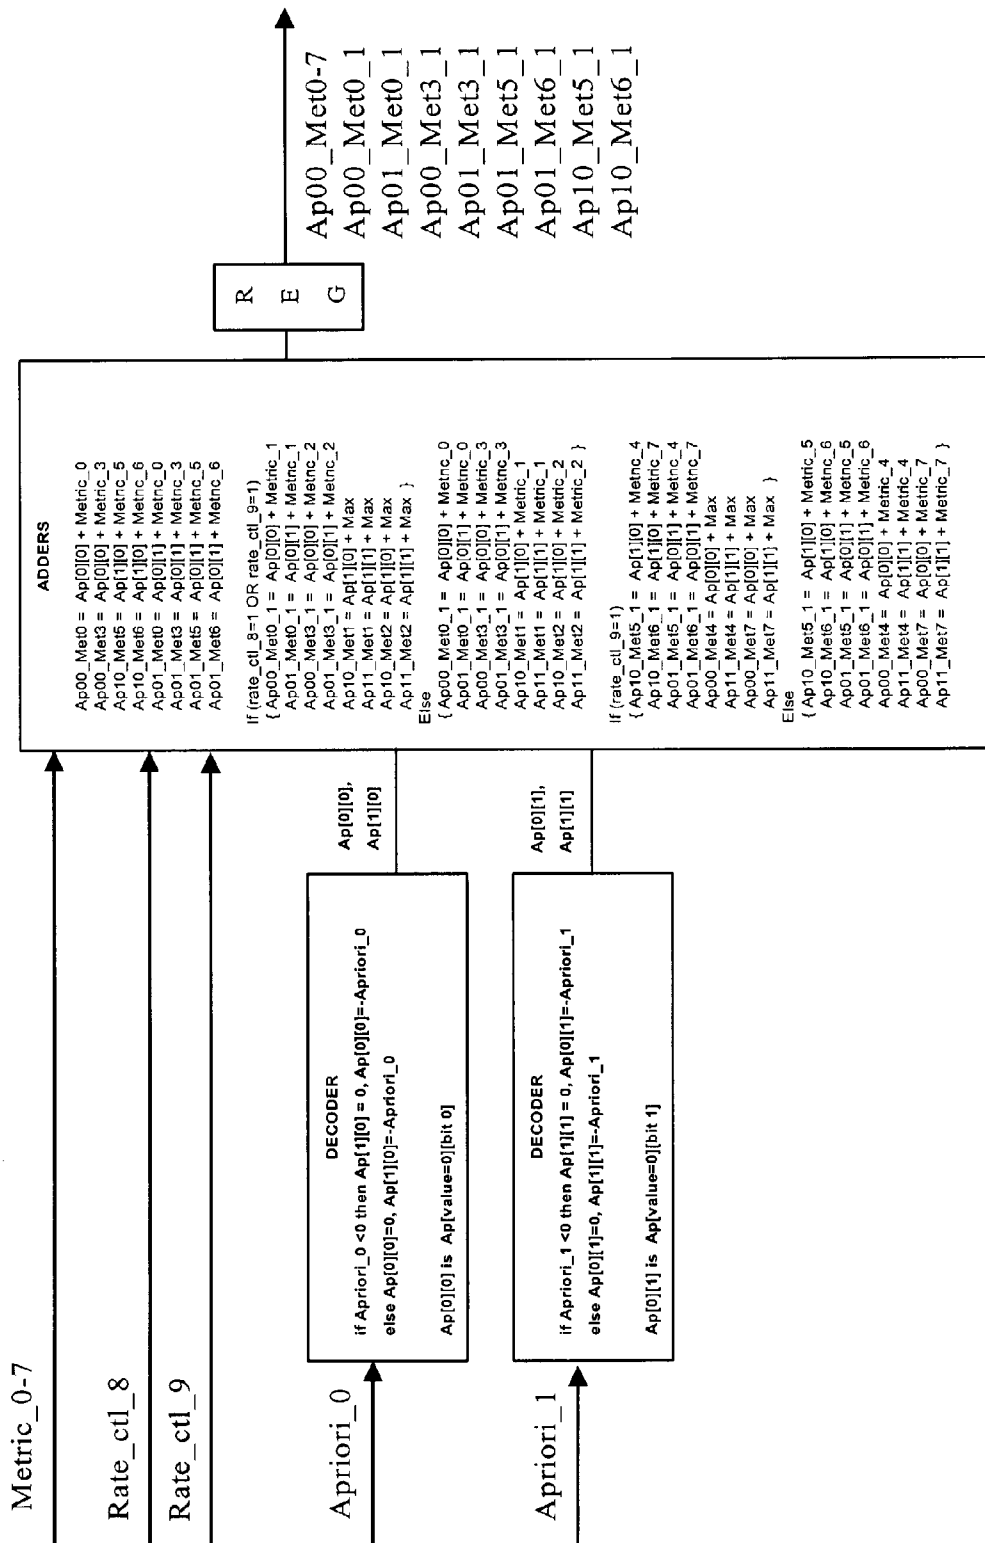 Metric_0-7
Rate_ctl_8
Rate_ctl_9
Apriori_0
Apriori_1
DECODER
if Apriori_0 <0 then Ap[1][0] = 0, Ap[0][0]=-Apriori_0
else Ap[0][0]=0, Ap[1][0]=-Apriori_0
Ap[0][0] is Ap[value=0][bit 0]
DECODER
if Apriori_1 <0 then Ap[1][1] = 0, Ap[0][1]=-Apriori_1
else Ap[0][1]=0, Ap[1][1]=-Apriori_1
Ap[0][1] is Ap[value=0][bit 1]
Ap[0][0],
Ap[1][0]
Ap[0][1],
Ap[1][1]
ADDERS
Ap00_Met0 = Ap[0][0] + Metric_0
Ap00_Met3 = Ap[0][0] + Metric_3
Ap10_Met5 = Ap[1][0] + Metric_5
Ap10_Met6 = Ap[1][0] + Metric_6
Ap01_Met0 = Ap[0][1] + Metric_0
Ap01_Met3 = Ap[0][1] + Metric_3
Ap01_Met5 = Ap[0][1] + Metric_5
Ap01_Met6 = Ap[0][1] + Metric_6
If (rate_ctl_8=1 OR rate_ctl_9=1)
{ Ap00_Met0_1 = Ap[0][0] + Metric_1
Ap01_Met0_1 = Ap[0][1] + Metric_1
Ap00_Met3_1 = Ap[0][0] + Metric_2
Ap01_Met3_1 = Ap[0][1] + Metric_2
Ap10_Met1 = Ap[1][0] + Max
Ap11_Met1 = Ap[1][1] + Max
Ap10_Met2 = Ap[1][0] + Max
Ap11_Met2 = Ap[1][1] + Max }
Else
{ Ap00_Met0_1 = Ap[0][0] + Metric_0
Ap01_Met0_1 = Ap[0][1] + Metric_0
Ap00_Met3_1 = Ap[0][0] + Metric_3
Ap01_Met3_1 = Ap[0][1] + Metric_3
Ap10_Met1 = Ap[1][0] + Metric_1
Ap11_Met1 = Ap[1][1] + Metric_1
Ap10_Met2 = Ap[1][0] + Metric_2
Ap11_Met2 = Ap[1][1] + Metric_2 }
If (rate_ctl_9=1)
{ Ap10_Met5_1 = Ap[1][0] + Metric_4
Ap10_Met6_1 = Ap[1][0] + Metric_7
Ap01_Met5_1 = Ap[0][1] + Metric_4
Ap01_Met6_1 = Ap[0][1] + Metric_7
Ap00_Met4 = Ap[0][0] + Max
Ap11_Met4 = Ap[1][1] + Max
Ap00_Met7 = Ap[0][0] + Max
Ap11_Met7 = Ap[1][1] + Max }
Else
{ Ap10_Met5_1 = Ap[1][0] + Metric_5
Ap10_Met6_1 = Ap[1][0] + Metric_6
Ap01_Met5_1 = Ap[0][1] + Metric_5
Ap01_Met6_1 = Ap[0][1] + Metric_6
Ap00_Met4 = Ap[0][0] + Metric_4
Ap11_Met4 = Ap[1][1] + Metric_4
Ap00_Met7 = Ap[0][0] + Metric_7
Ap11_Met7 = Ap[1][1] + Metric_7 }
R
E
G
Ap00_Met0-7
Ap00_Met0_1
Ap01_Met0_1
Ap00_Met3_1
Ap01_Met3_1
Ap01_Met5_1
Ap01_Met6_1
Ap10_Met5_1
Ap10_Met6_1